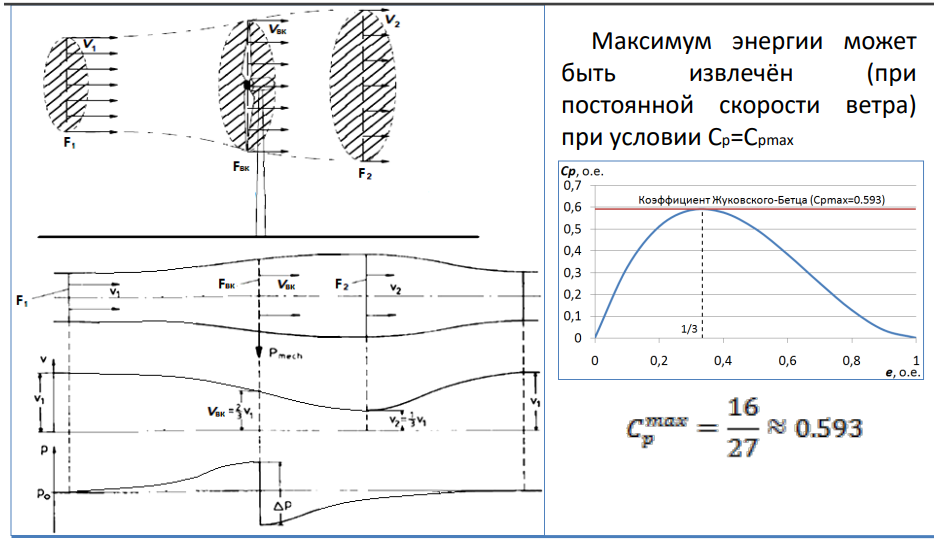 V₁
Vвк
V₂
F₁
Fвк
F₂
F₁
v₁
Fвк
Vвк
F₂
v₂
Pmech
v
v₁
Vвк = 2/3 v₁
v₂=1/3 v₁
v₁
p
p₀
Δp
Максимум энергии может
быть извлечён (при
постоянной скорости ветра)
при условии Cp=Cpmax
Cp, о.е.
0,7
0,6
0,5
0,4
0,3
0,2
0,1
0
Коэффициент Жуковского-Бетца (Cpmax=0.593)
1/3
0 0,2 0,4 0,6 0,8 1
e, о.е.
C_p^max = 16/27 ≈ 0.593